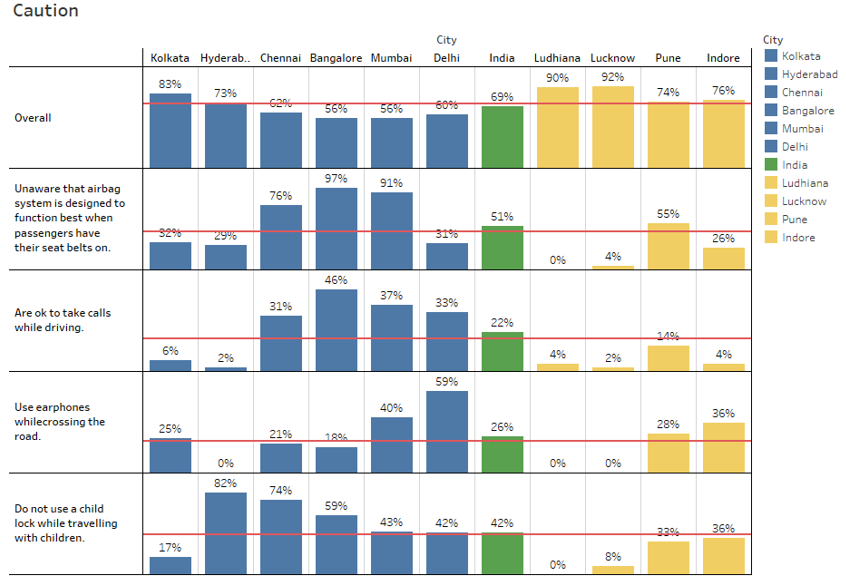 Caution
City
City
Kolkata Hyderab.. Chennai Bangalore Mumbai Delhi India Ludhiana Lucknow Pune Indore
Overall
83% 73% 62% 56% 56% 60% 69% 90% 92% 74% 76%
Unaware that airbag
system is designed to
function best when
passengers have
their seat belts on.
32% 29% 76% 97% 91% 31% 51% 0% 4% 55% 26%
Are ok to take calls
while driving.
6% 2% 31% 46% 37% 33% 22% 4% 2% 14% 4%
Use earphones
whilecrossing the
road.
25% 0% 21% 18% 40% 59% 26% 0% 0% 28% 36%
Do not use a child
lock while travelling
with children.
17% 82% 74% 59% 43% 42% 42% 0% 8% 33% 36%
Kolkata
Hyderabad
Chennai
Bangalore
Mumbai
Delhi
India
Ludhiana
Lucknow
Pune
Indore